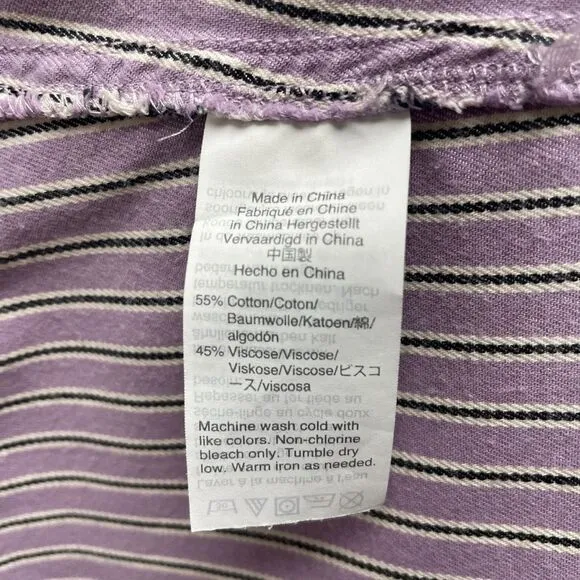 Made in China
Fabriqué en Chine
in China Hergestellt
Vervaardigd in China
中国製
Hecho en China
55% Cotton/Coton/
Baumwolle/Katoen/綿/
algodón
45% Viscose/Viscose/
Viskose/Viscose/ビスコ
ース/viscosa
Machine wash cold with
like colors. Non-chlorine
bleach only. Tumble dry
low. Warm iron as needed.